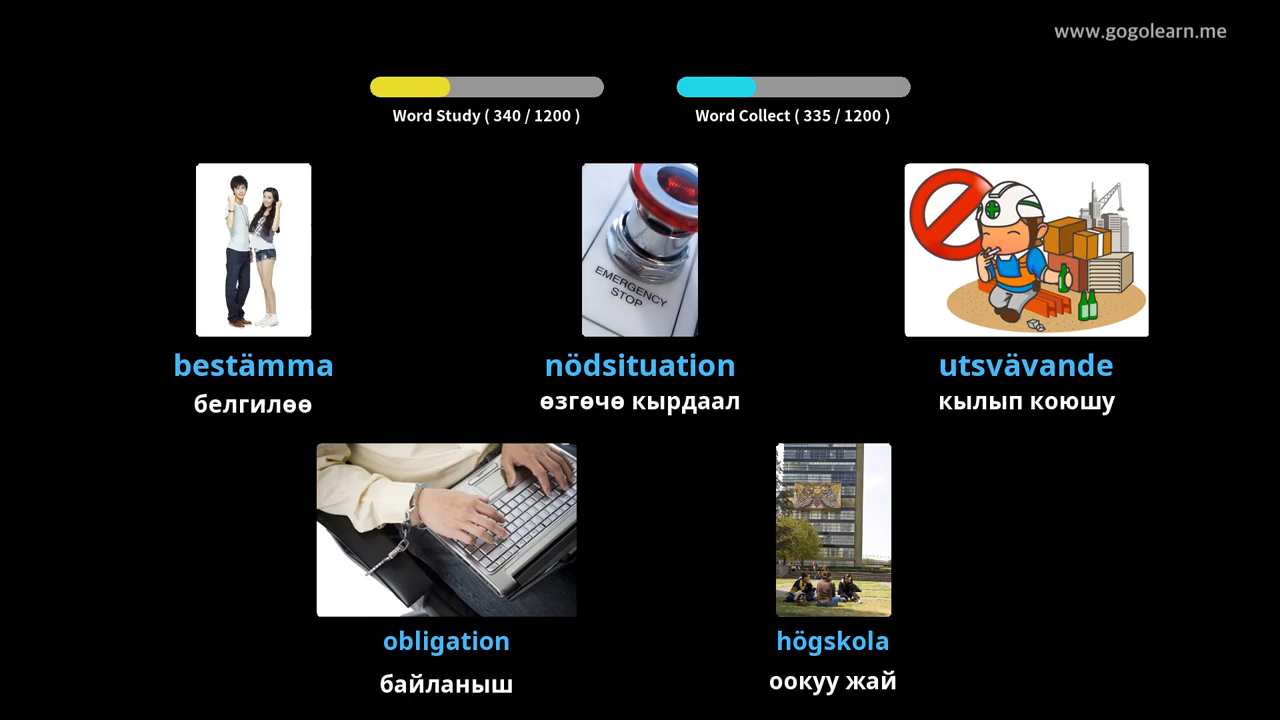 www.gogolearn.me
Word Study ( 340 / 1200 )
Word Collect ( 335 / 1200 )
EMERGENCY
STOP
bestämma
nödsituation
utsvävande
белгилөө
өзгөчө кырдаал
кылып коюшу
obligation
högskola
байланыш
оокуу жай